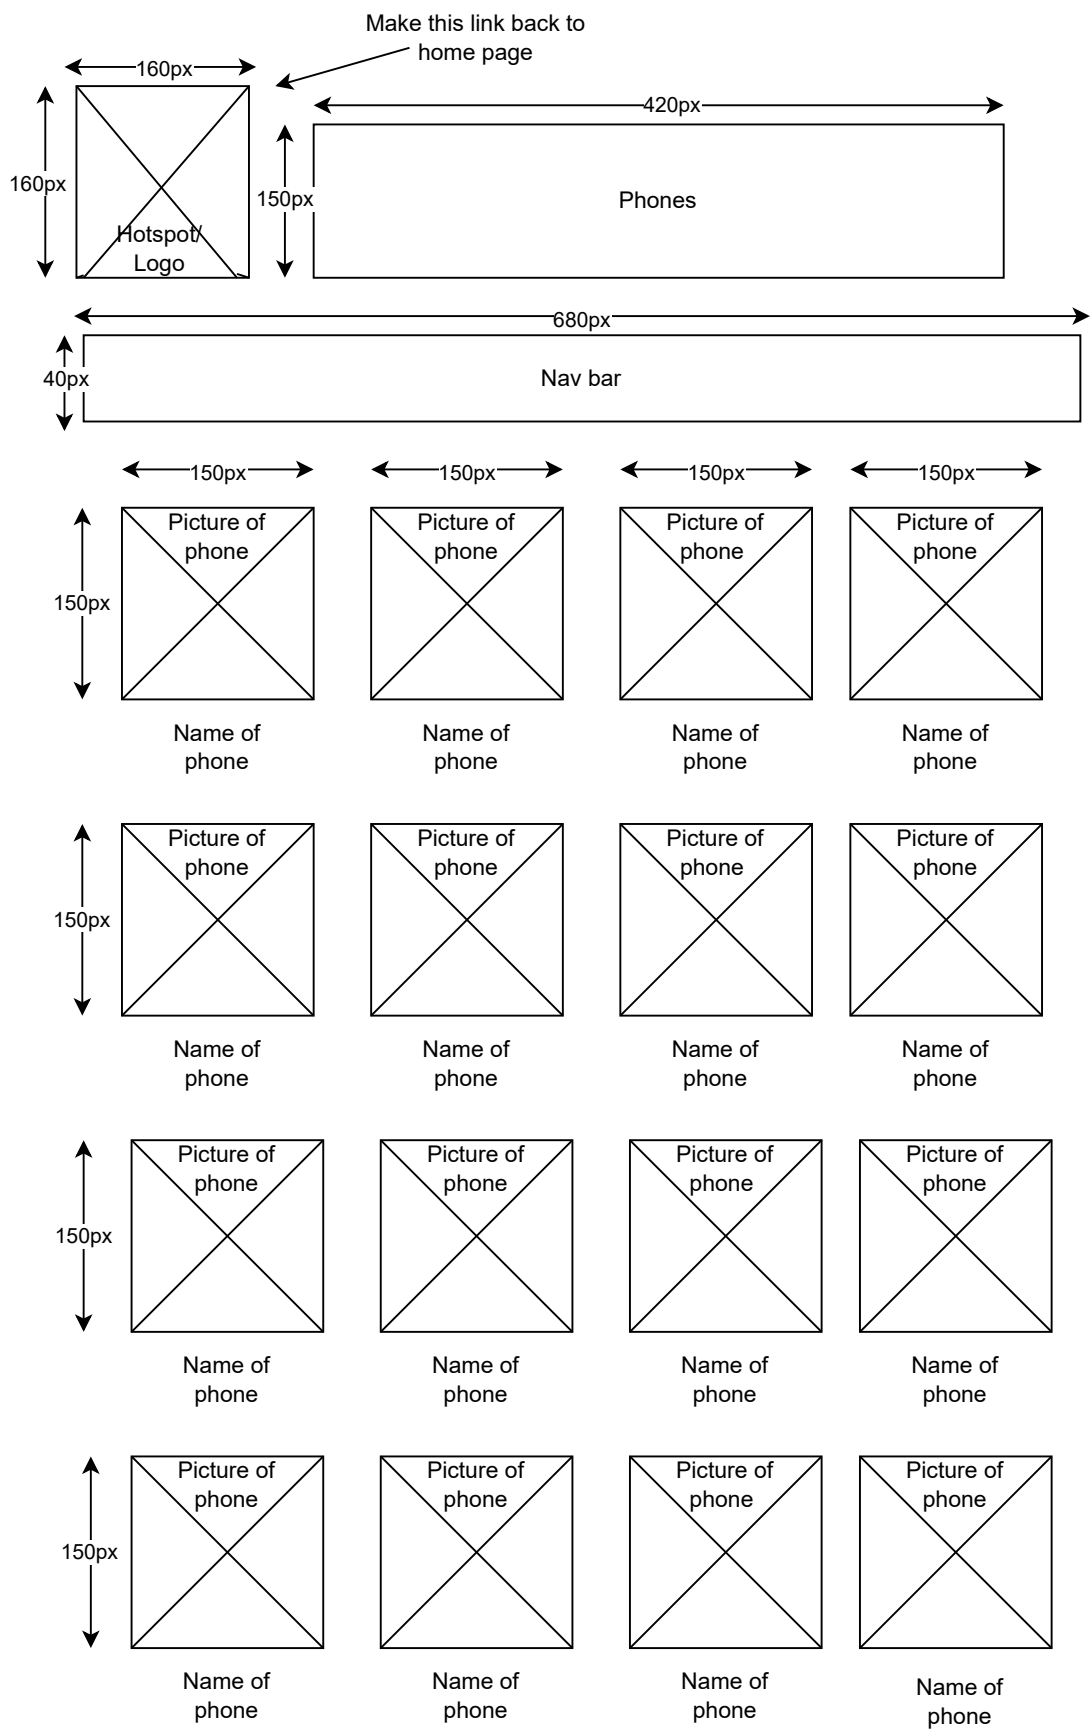 Make this link back to
home page
160px
420px
160px
150px
Phones
Hotspot/
Logo
680px
40px
Nav bar
150px
150px
150px
150px
Picture of
phone
Picture of
phone
Picture of
phone
Picture of
phone
150px
Name of
phone
Name of
phone
Name of
phone
Name of
phone
Picture of
phone
Picture of
phone
Picture of
phone
Picture of
phone
150px
Name of
phone
Name of
phone
Name of
phone
Name of
phone
Picture of
phone
Picture of
phone
Picture of
phone
Picture of
phone
150px
Name of
phone
Name of
phone
Name of
phone
Name of
phone
Picture of
phone
Picture of
phone
Picture of
phone
Picture of
phone
150px
Name of
phone
Name of
phone
Name of
phone
Name of
phone